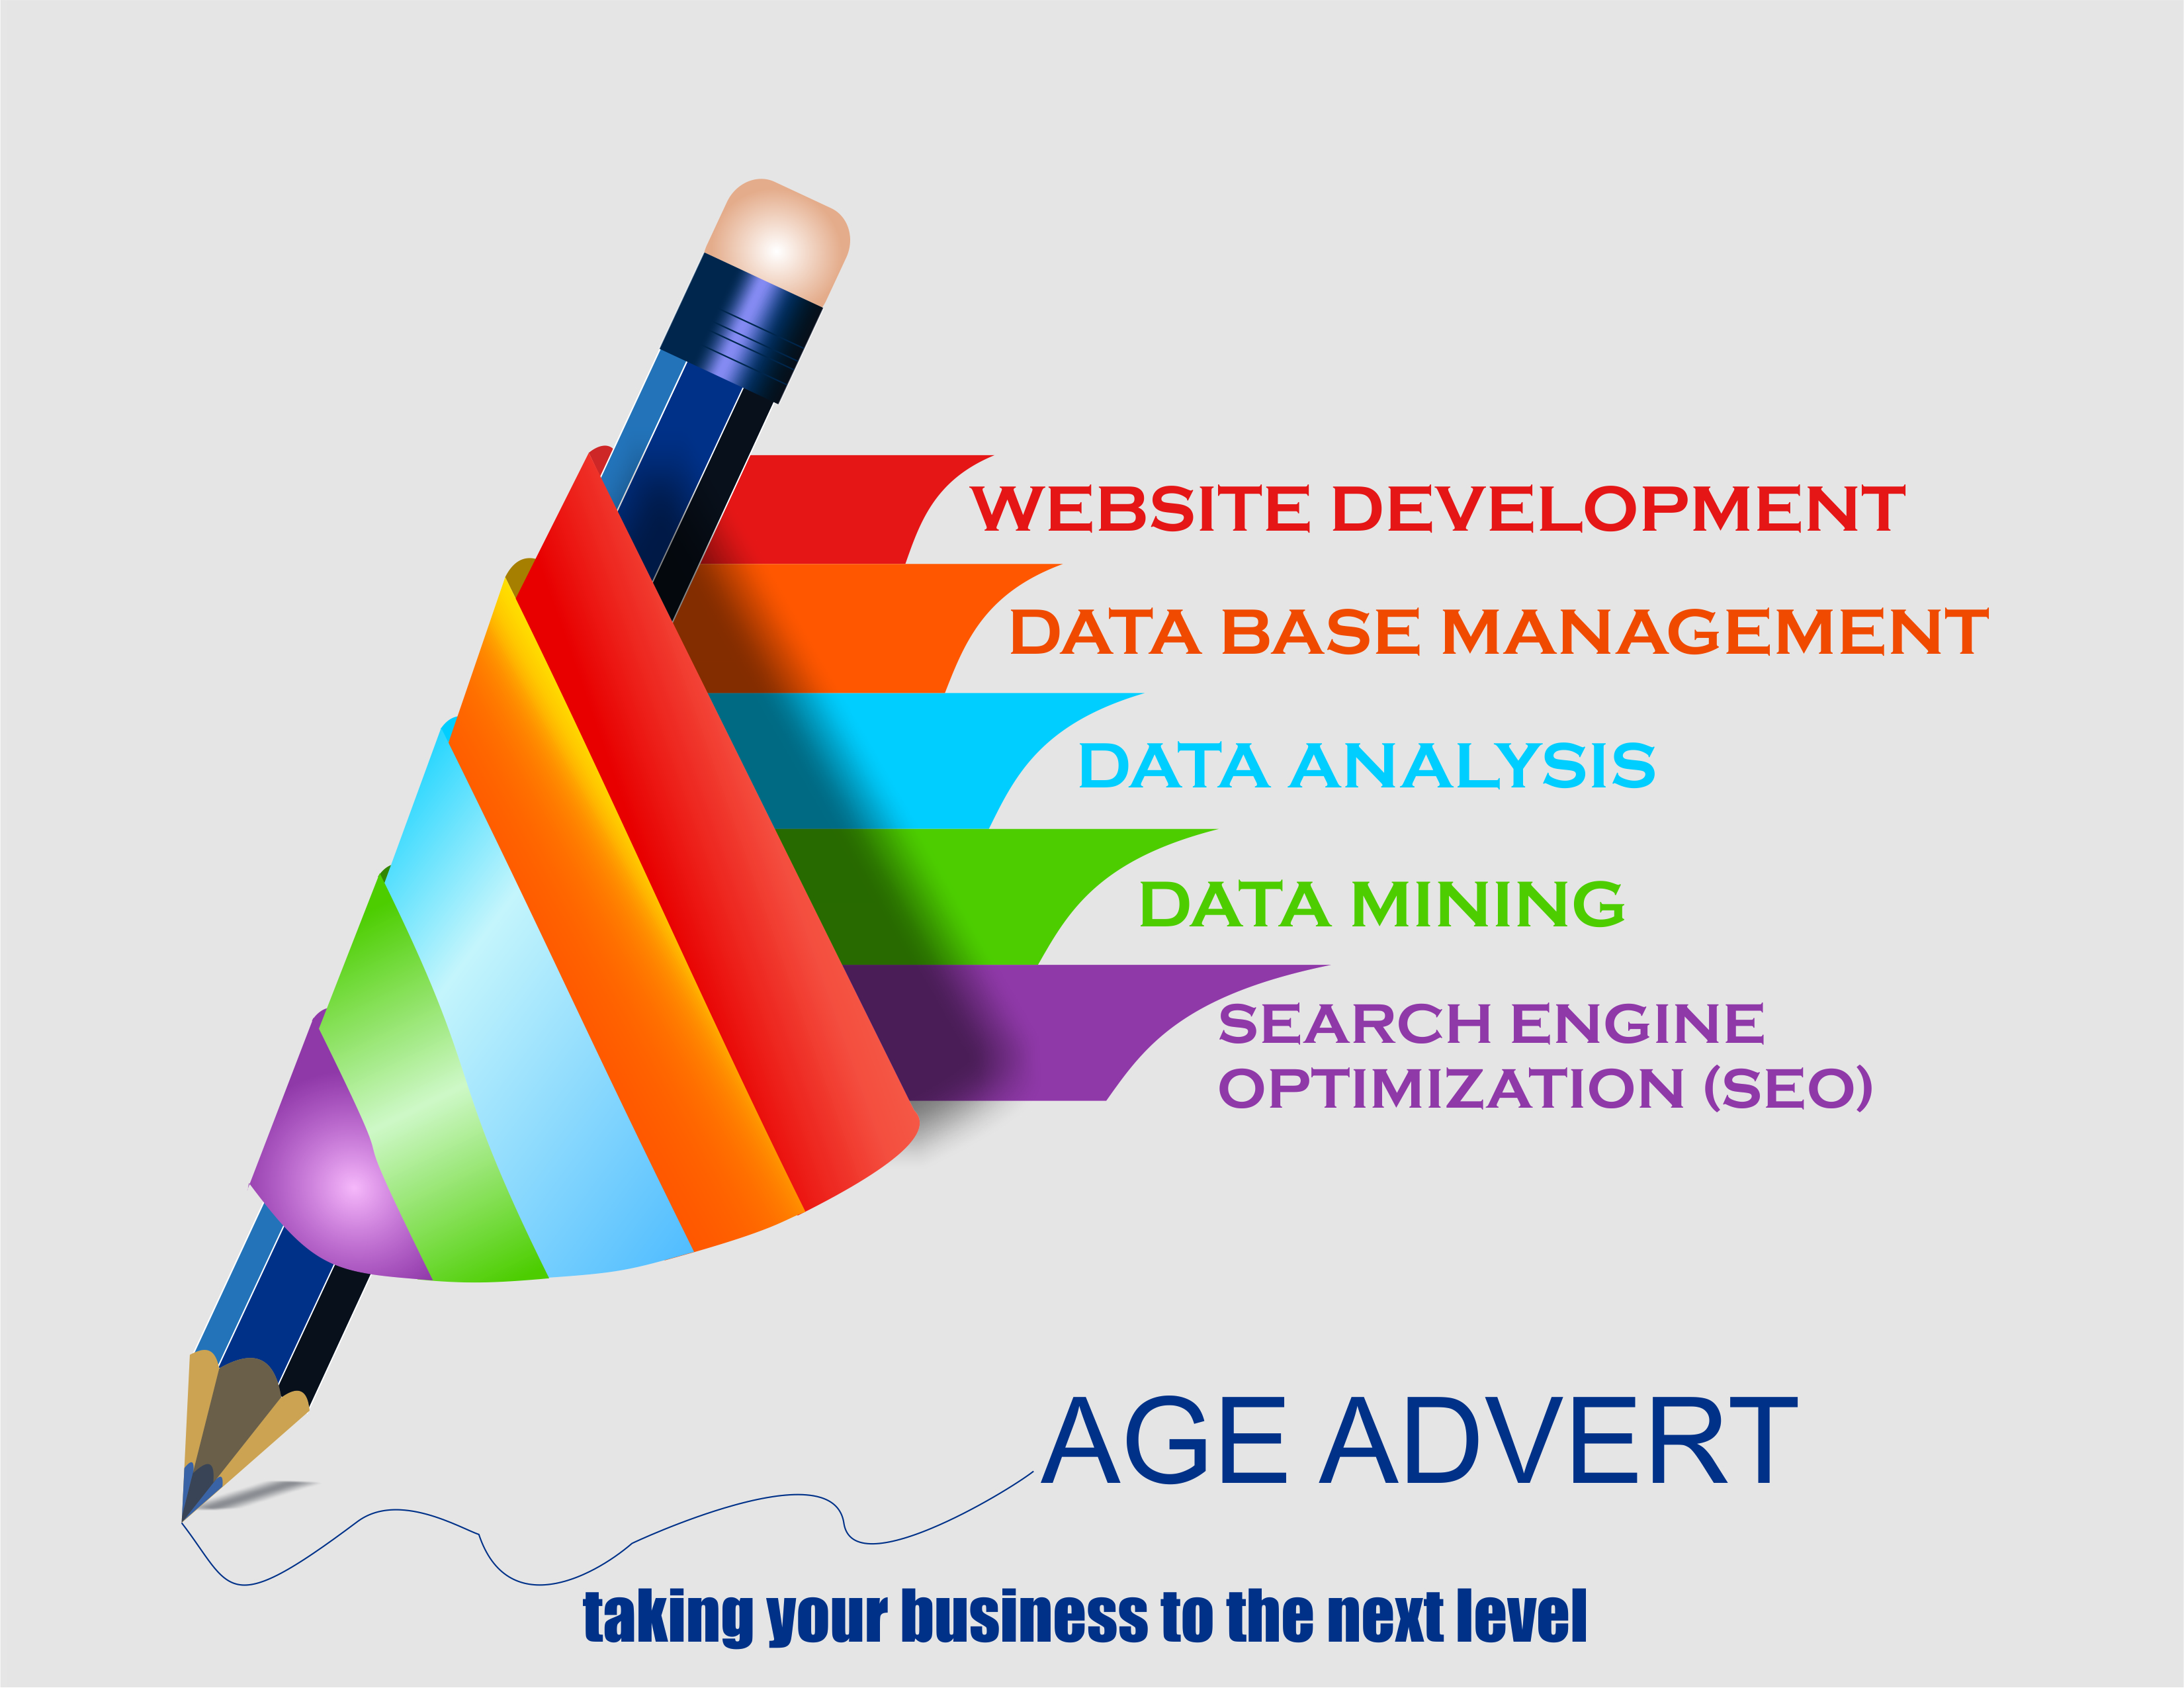 WEBSITE DEVELOPMENT
DATA BASE MANAGEMENT
DATA ANALYSIS
DATA MINING
SEARCH ENGINE
OPTIMIZATION (SEO)
AGE ADVERT
taking your business to the next level